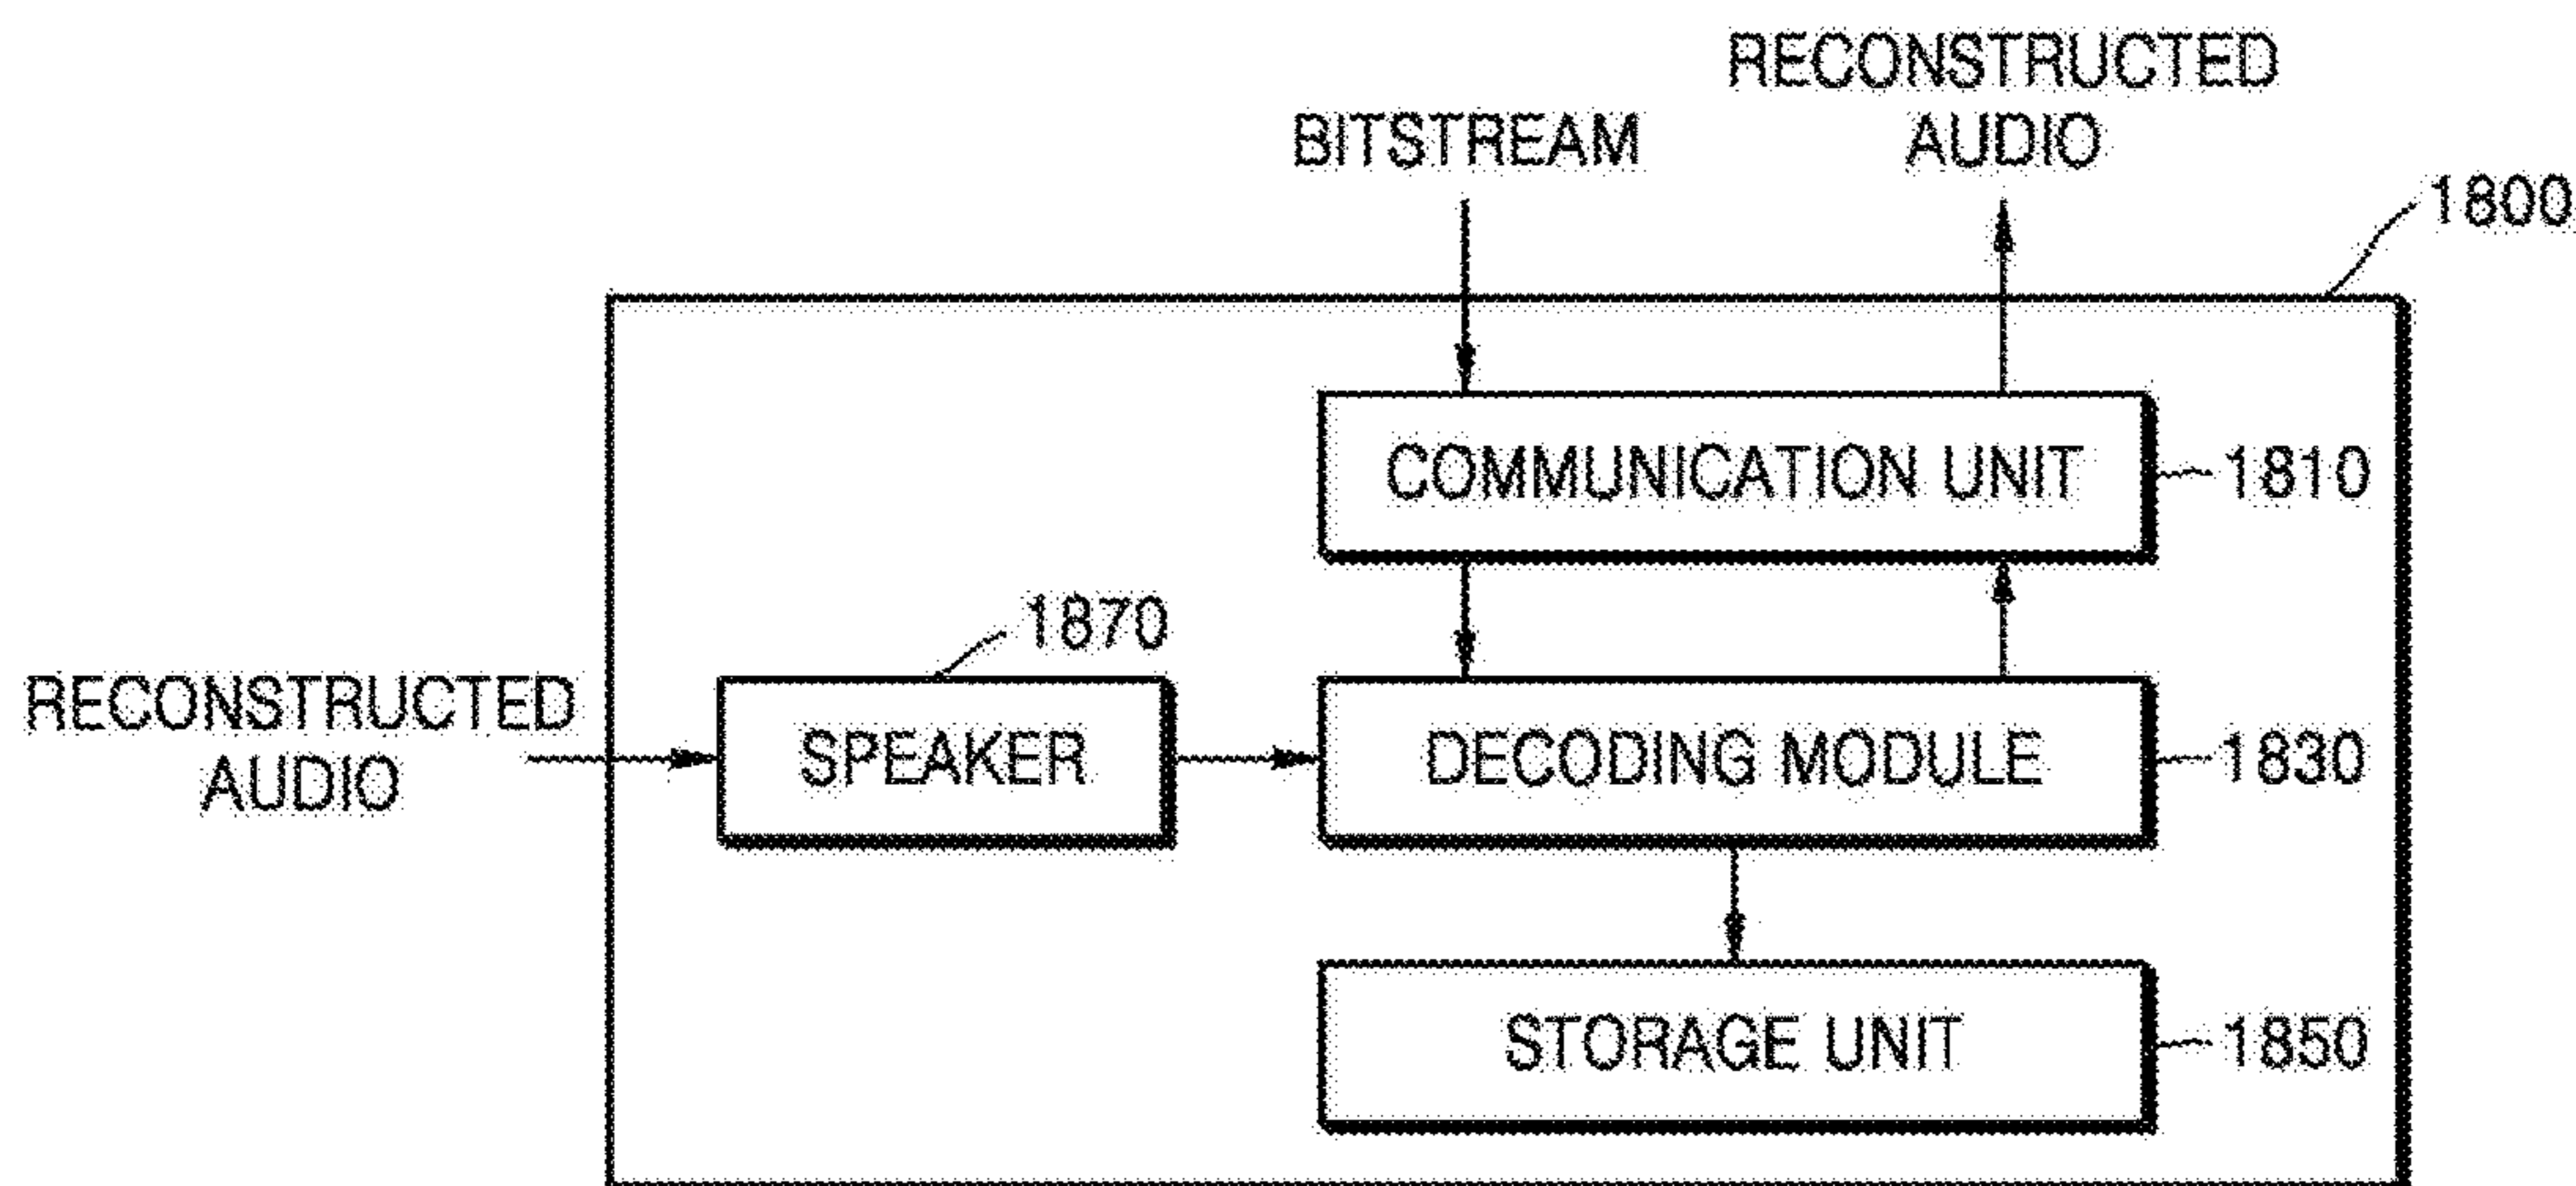 RECONSTRUCTED
AUDIO
BITSTREAM
1800
COMMUNICATION UNIT
1810
1870
RECONSTRUCTED
AUDIO
SPEAKER
DECODING MODULE
1830
STORAGE UNIT
1850